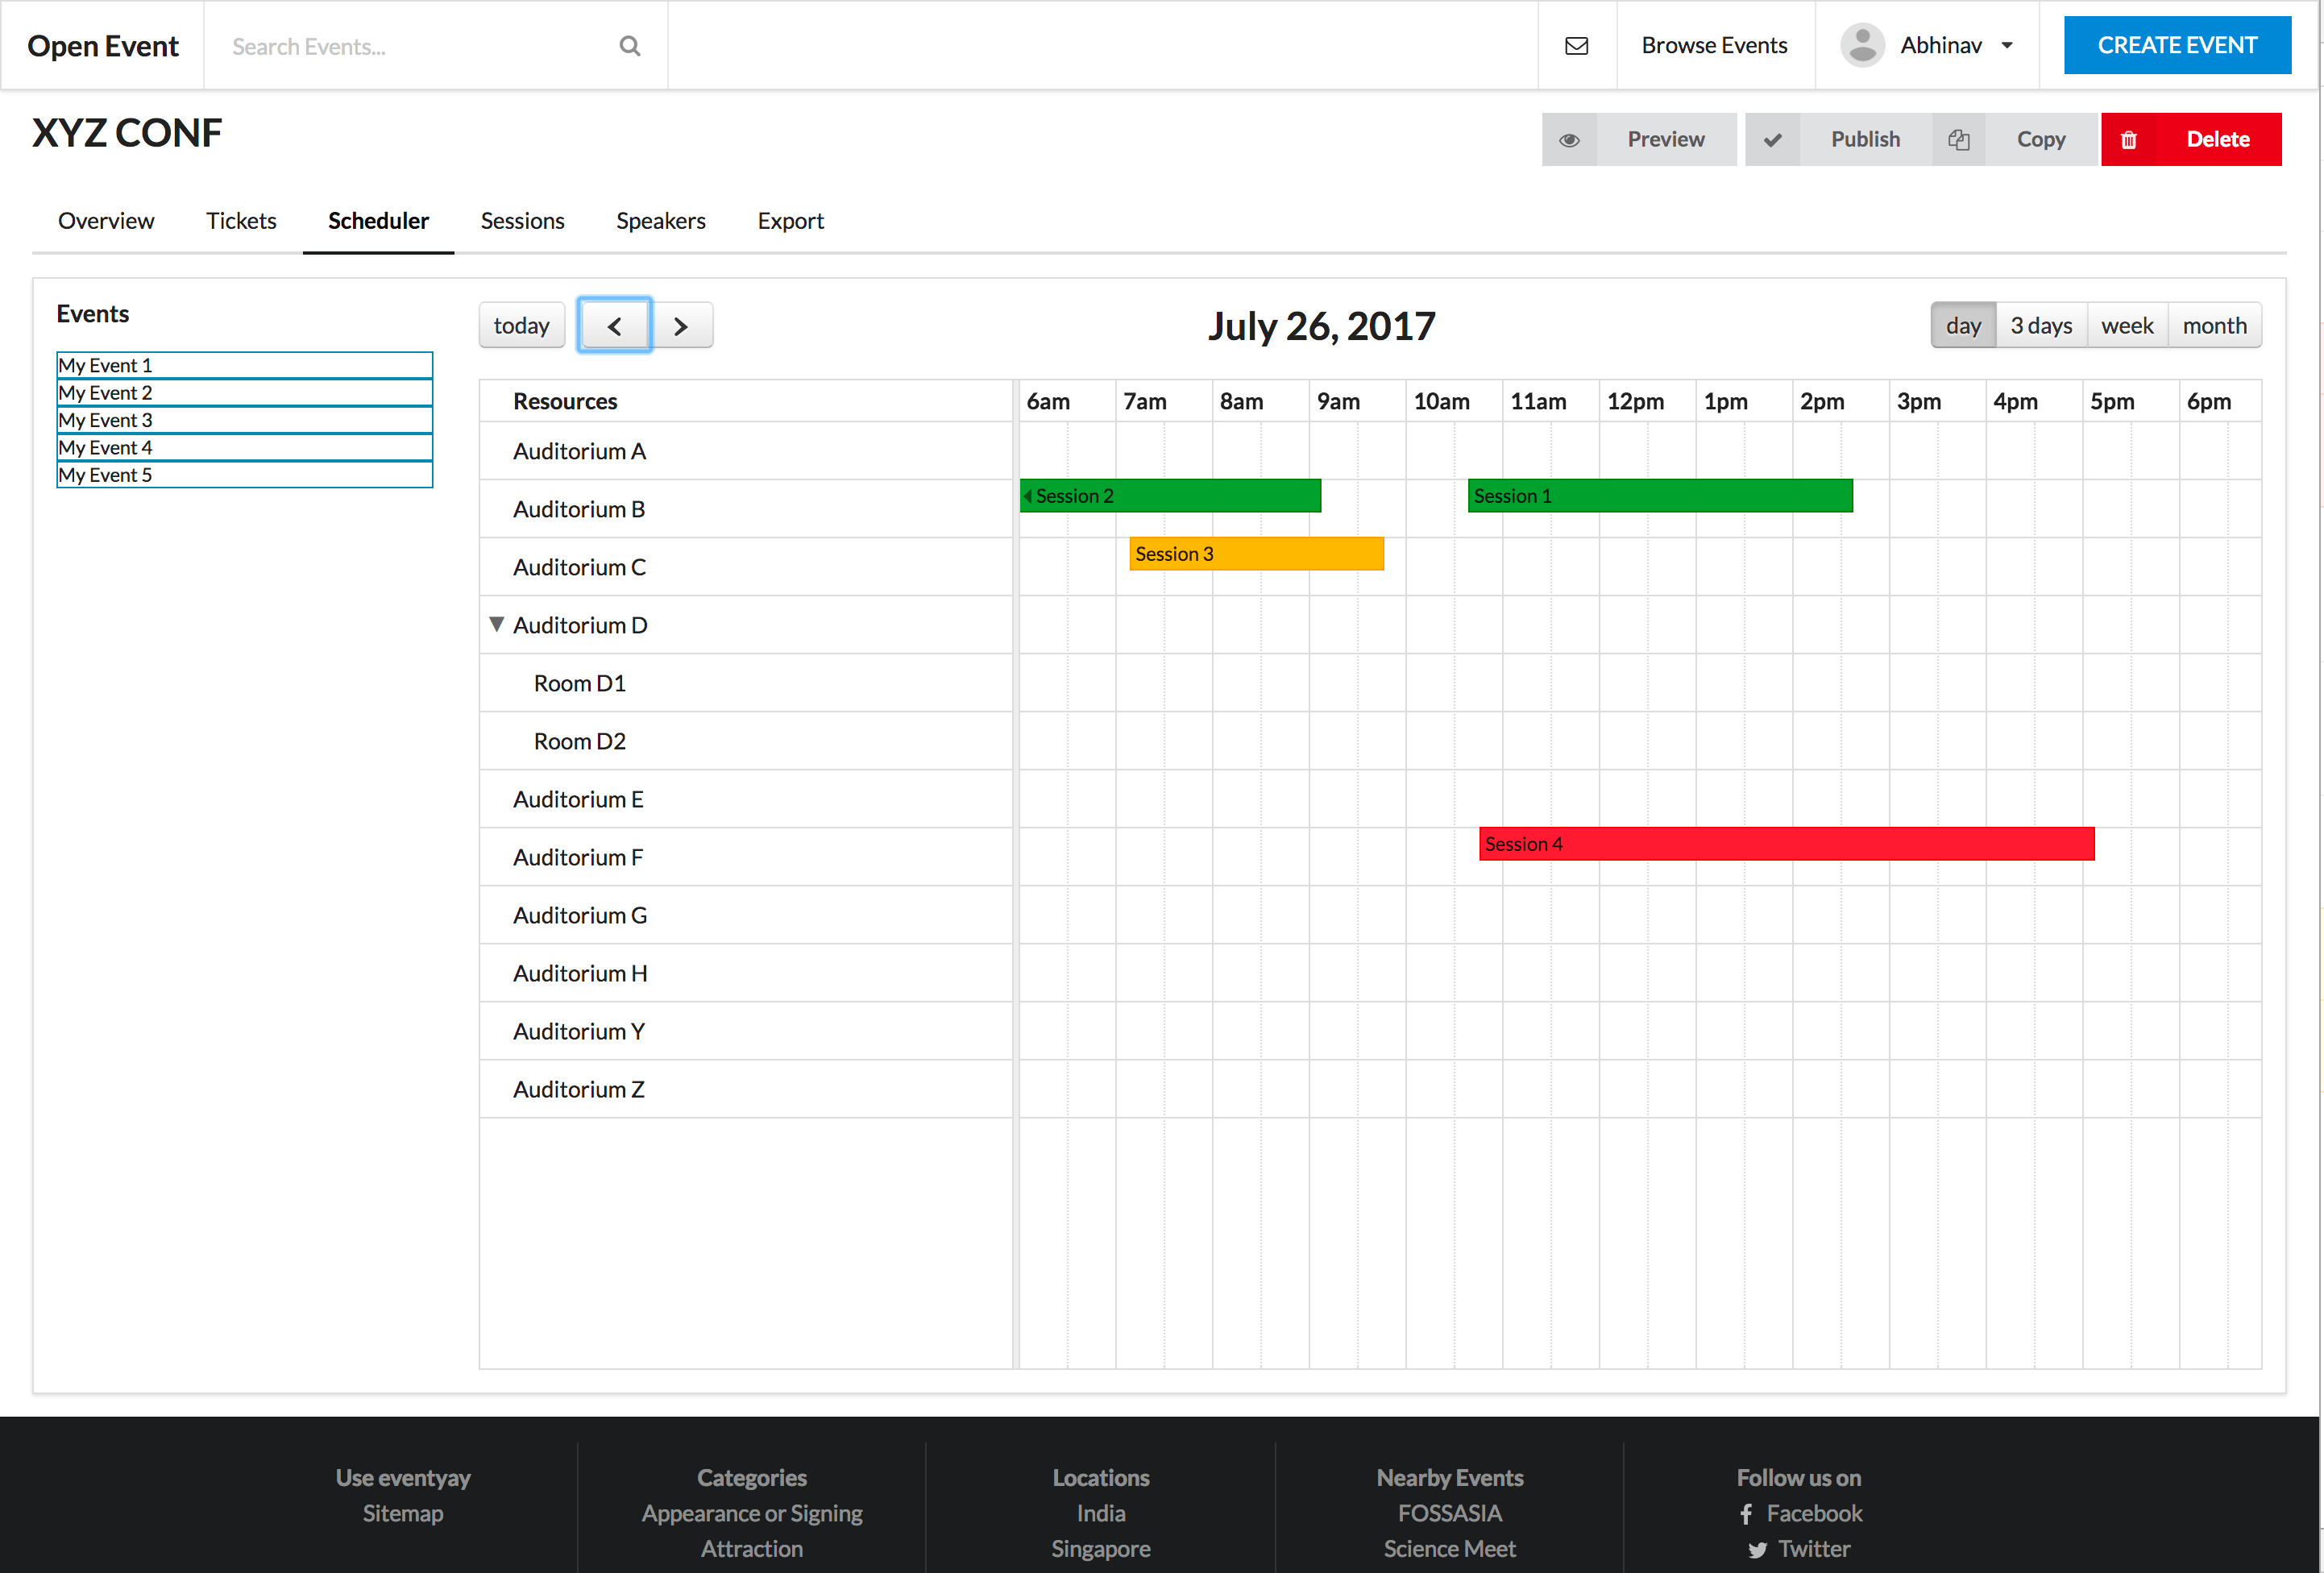 Open Event Search Events... Browse Events Abhinav CREATE EVENT
XYZ CONF Preview Publish Copy Delete
Overview Tickets Scheduler Sessions Speakers Export
Events
My Event 1
My Event 2
My Event 3
My Event 4
My Event 5
today July 26, 2017 day 3 days week month
Resources 6am 7am 8am 9am 10am 11am 12pm 1pm 2pm 3pm 4pm 5pm 6pm
Auditorium A
Auditorium B Session 2 Session 1
Auditorium C Session 3
Auditorium D
Room D1
Room D2
Auditorium E
Auditorium F Session 4
Auditorium G
Auditorium H
Auditorium Y
Auditorium Z
Use eventyay
Sitemap
Categories
Appearance or Signing
Attraction
Locations
India
Singapore
Nearby Events
FOSSASIA
Science Meet
Follow us on
Facebook
Twitter